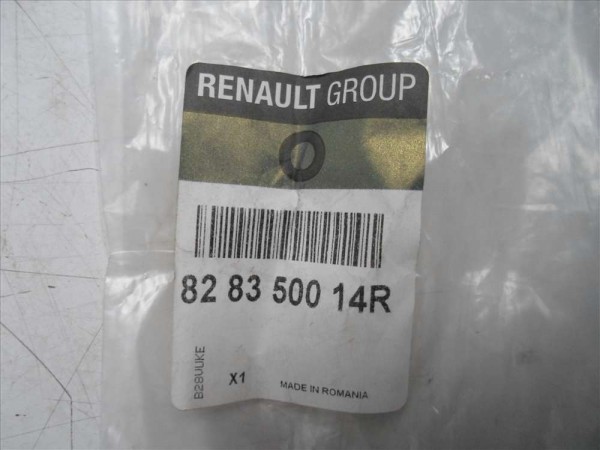 RENAULT GROUP
O
82 83 500 14R
B28UUKE
X1
MADE IN ROMANIA